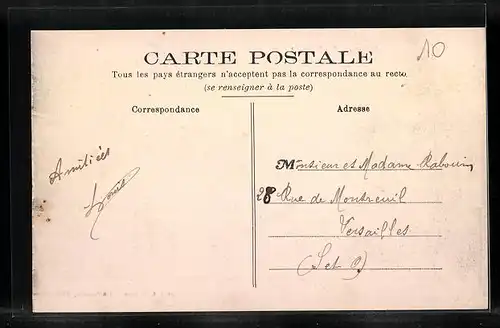 10
CARTE POSTALE
Tous les pays étrangers n'acceptent pas la correspondance au recto
(se renseigner à la poste)
Correspondance
Adresse
Amitiés
Monsieur et Madame Rabouin
28 Rue de Montreuil
Versailles
(S et O)